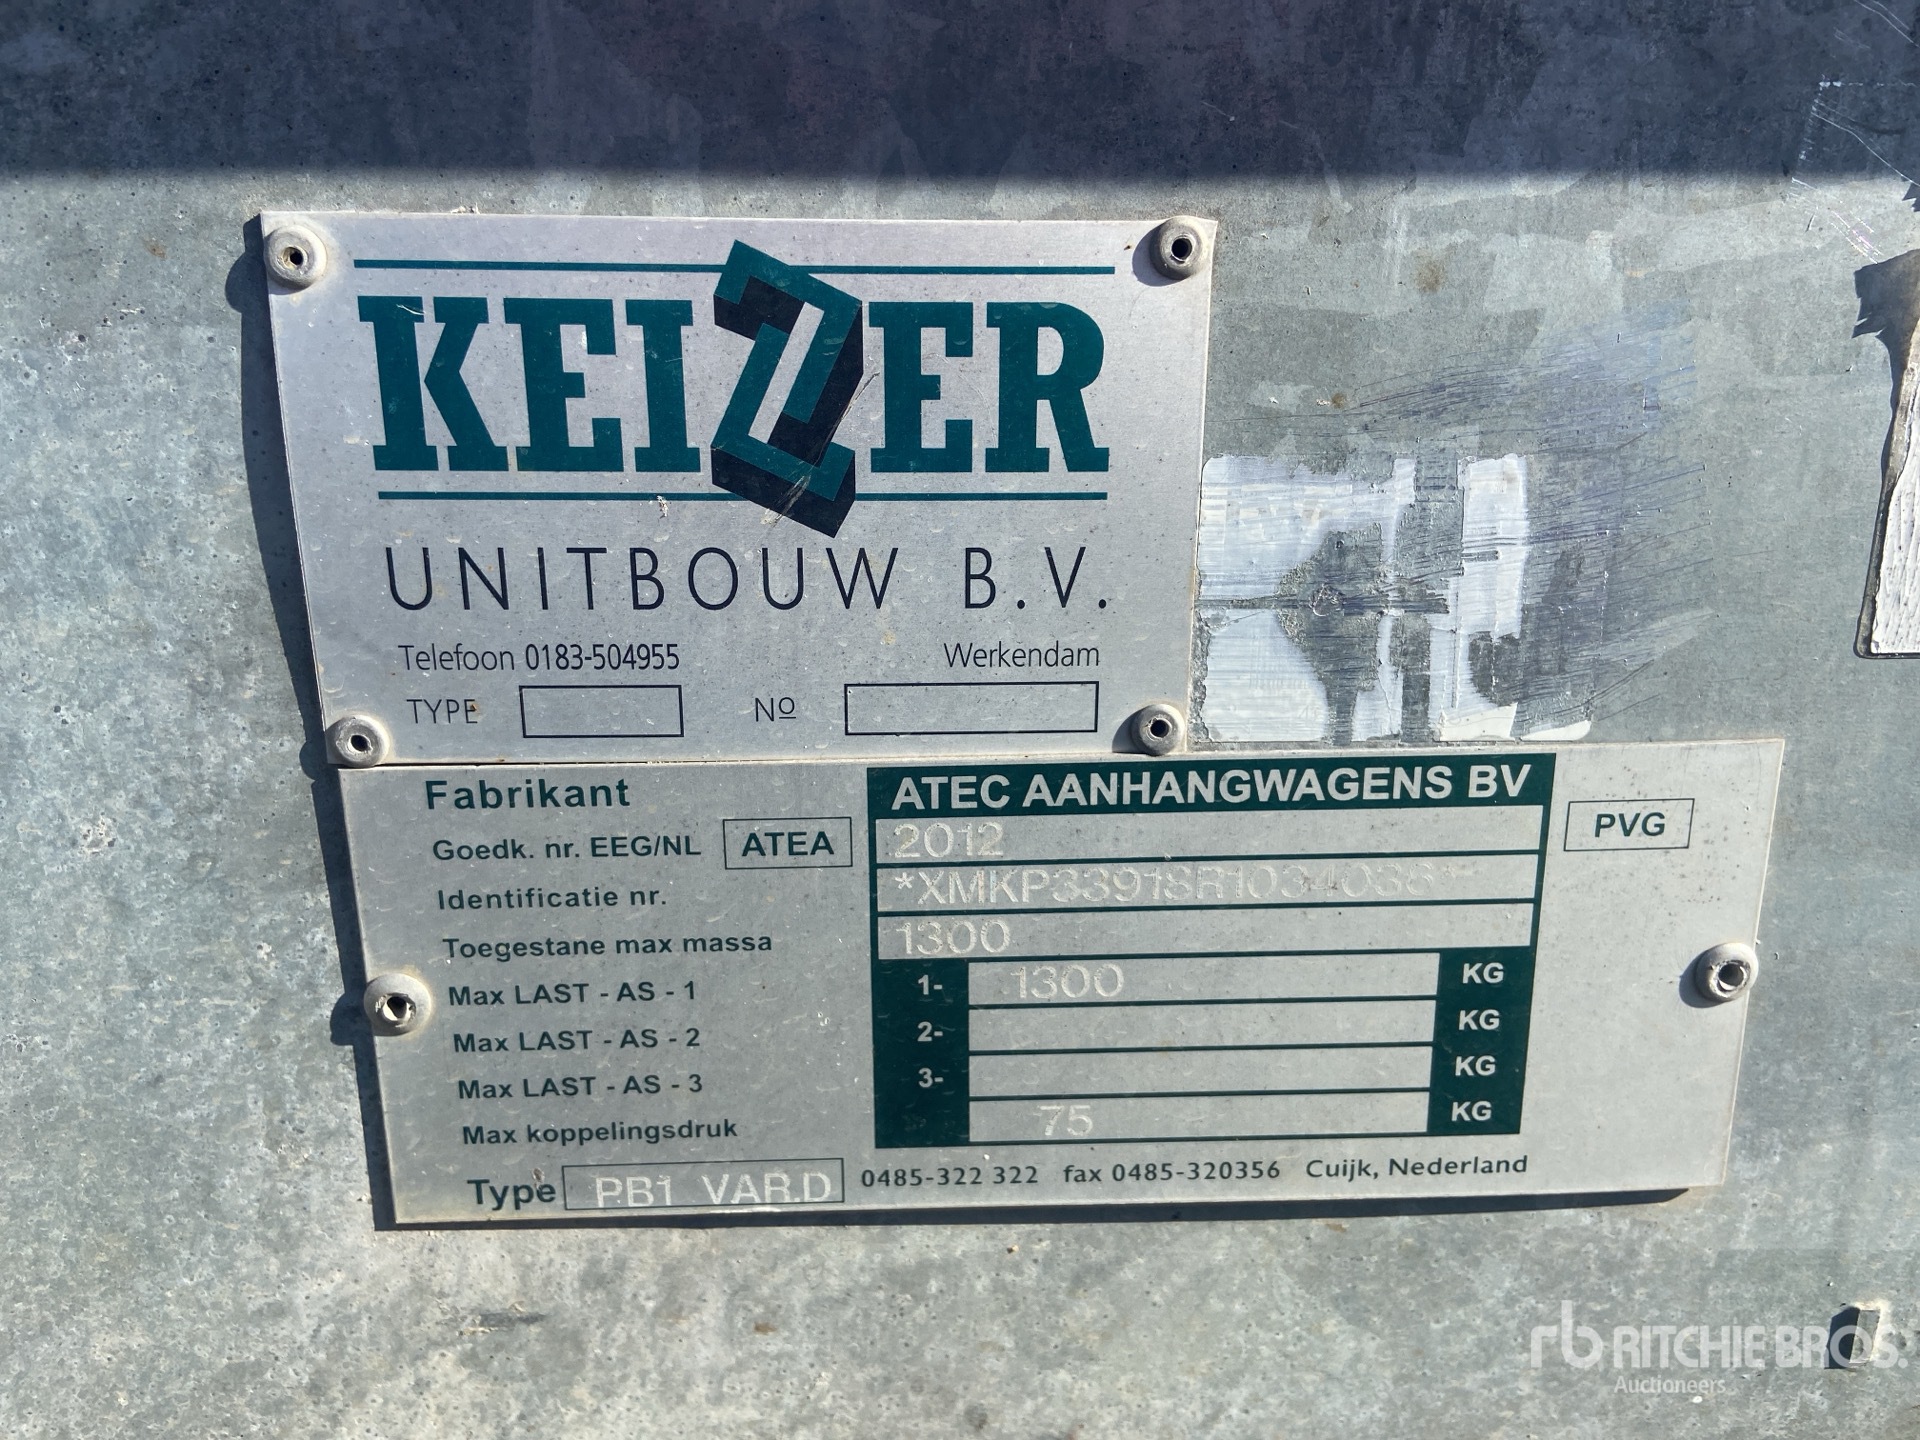 KEIZER
UNITBOUW B.V.
Telefoon 0183-504955 Werkendam
TYPE Nº
Fabrikant ATEC AANHANGWAGENS BV
Goedk. nr. EEG/NL ATEA 2012 PVG
Identificatie nr. *XMKP33918R1034036*
Toegestane max massa 1300
Max LAST - AS - 1 1- 1300 KG
Max LAST - AS - 2 2- KG
Max LAST - AS - 3 3- KG
Max koppelingsdruk 75 KG
Type PB1 VAR.D 0485-322 322 fax 0485-320356 Cuijk, Nederland
rb RITCHIE BROS.
Auctioneers